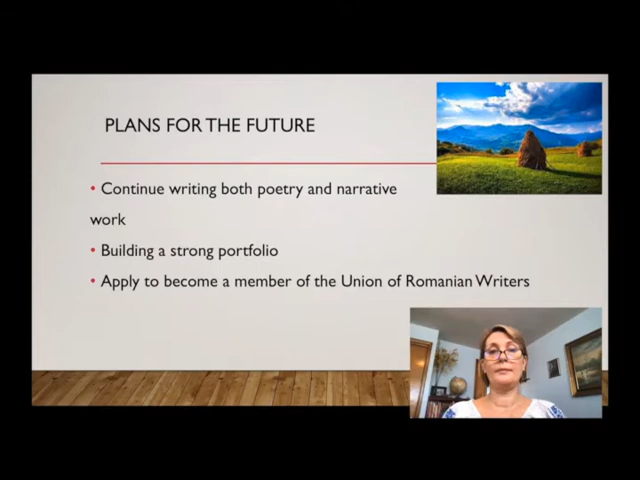 PLANS FOR THE FUTURE
• Continue writing both poetry and narrative
work
• Building a strong portfolio
• Apply to become a member of the Union of Romanian Writers